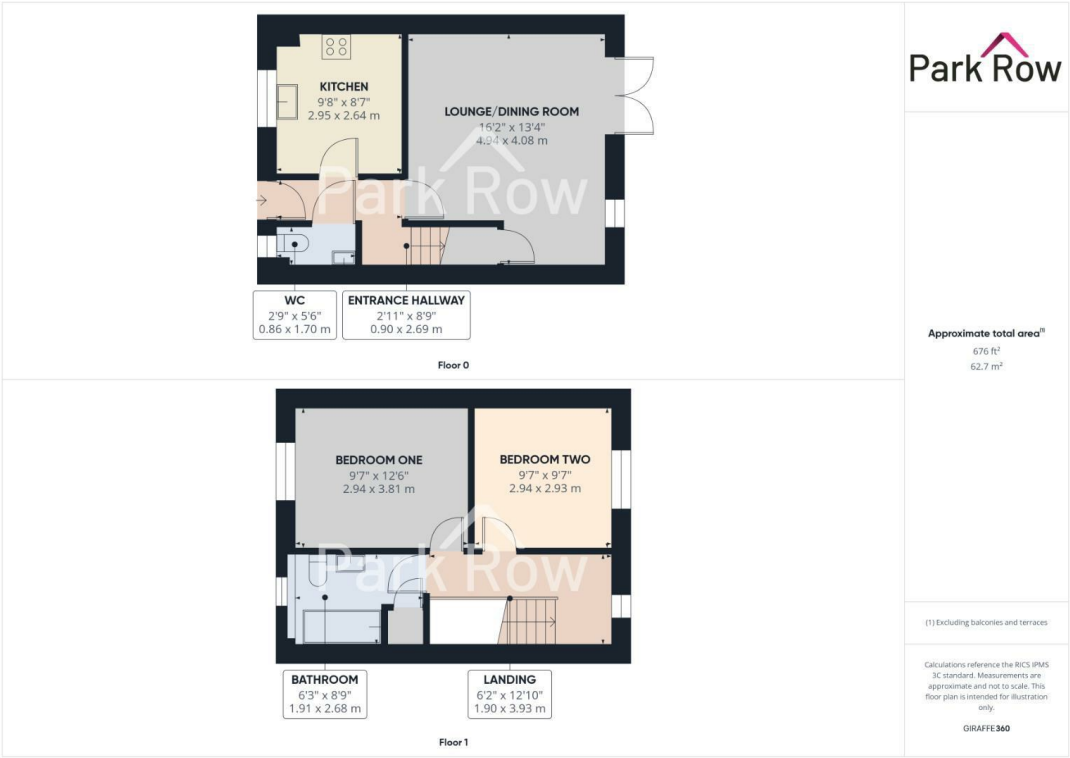 KITCHEN
9'8" x 8'7"
2.95 x 2.64 m
LOUNGE/DINING ROOM
16'2" x 13'4"
4.94 x 4.08 m
Park Row
WC
2'9" x 5'6"
0.86 x 1.70 m
ENTRANCE HALLWAY
2'11" x 8'9"
0.90 x 2.69 m
Floor 0
BEDROOM ONE
9'7" x 12'6"
2.94 x 3.81 m
BEDROOM TWO
9'7" x 9'7"
2.94 x 2.93 m
Park Row
BATHROOM
6'3" x 8'9"
1.91 x 2.68 m
LANDING
6'2" x 12'10"
1.90 x 3.93 m
Floor 1
Park Row
Approximate total area⁽¹⁾
676 ft²
62.7 m²
(1) Excluding balconies and terraces
Calculations reference the RICS IPMS
3C standard. Measurements are
approximate and not to scale. This
floor plan is intended for illustration
only.
GIRAFFE360